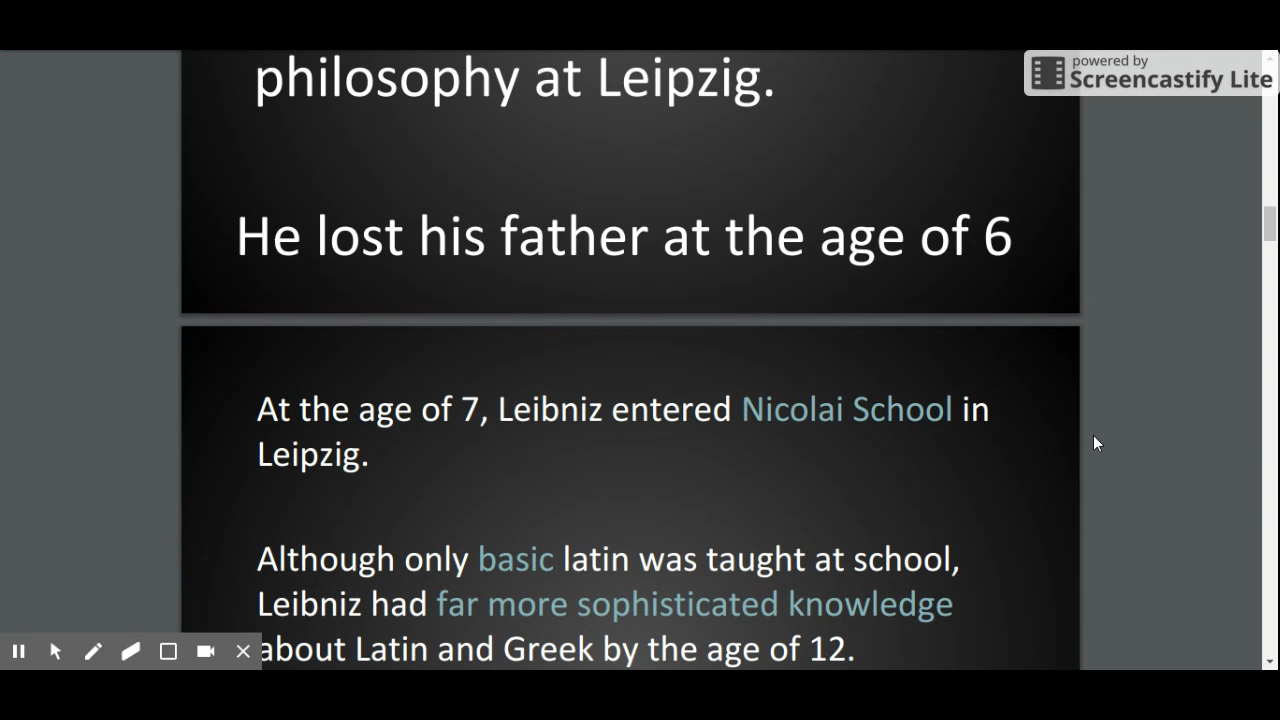 powered by
Screencastify Lite
philosophy at Leipzig.
He lost his father at the age of 6
At the age of 7, Leibniz entered Nicolai School in
Leipzig.
Although only basic latin was taught at school,
Leibniz had far more sophisticated knowledge
about Latin and Greek by the age of 12.